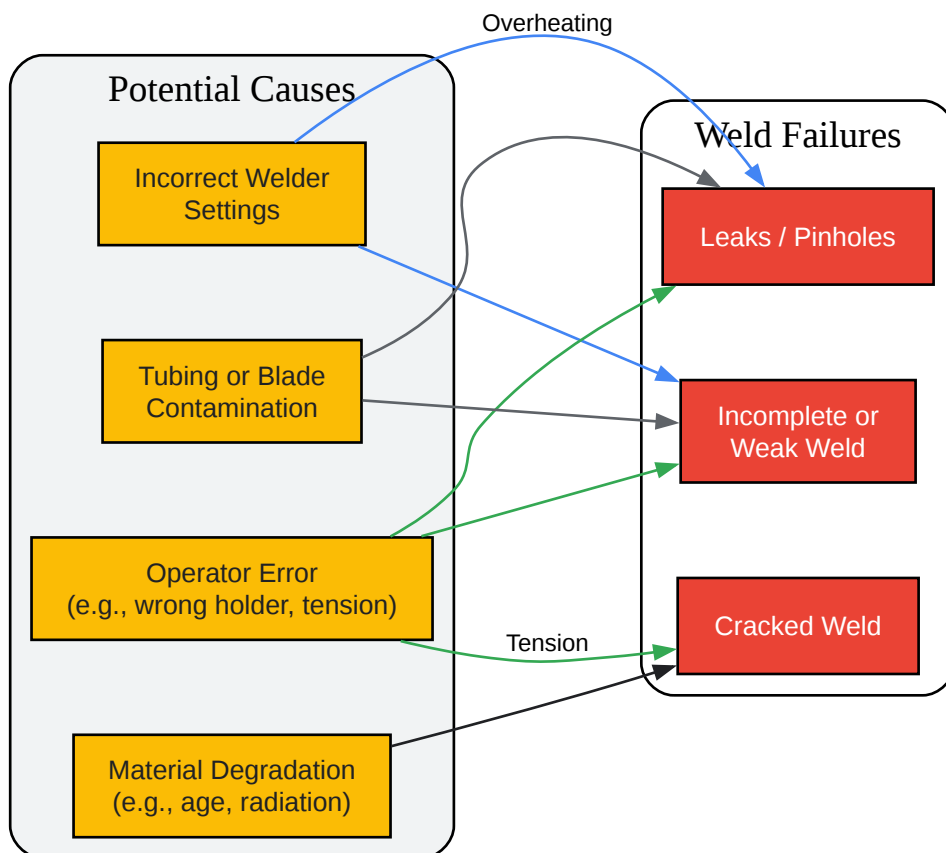 Overheating
Potential Causes
Weld Failures
Incorrect Welder
Settings
Leaks / Pinholes
Tubing or Blade
Contamination
Incomplete or
Weak Weld
Operator Error
(e.g., wrong holder, tension)
Tension
Cracked Weld
Material Degradation
(e.g., age, radiation)